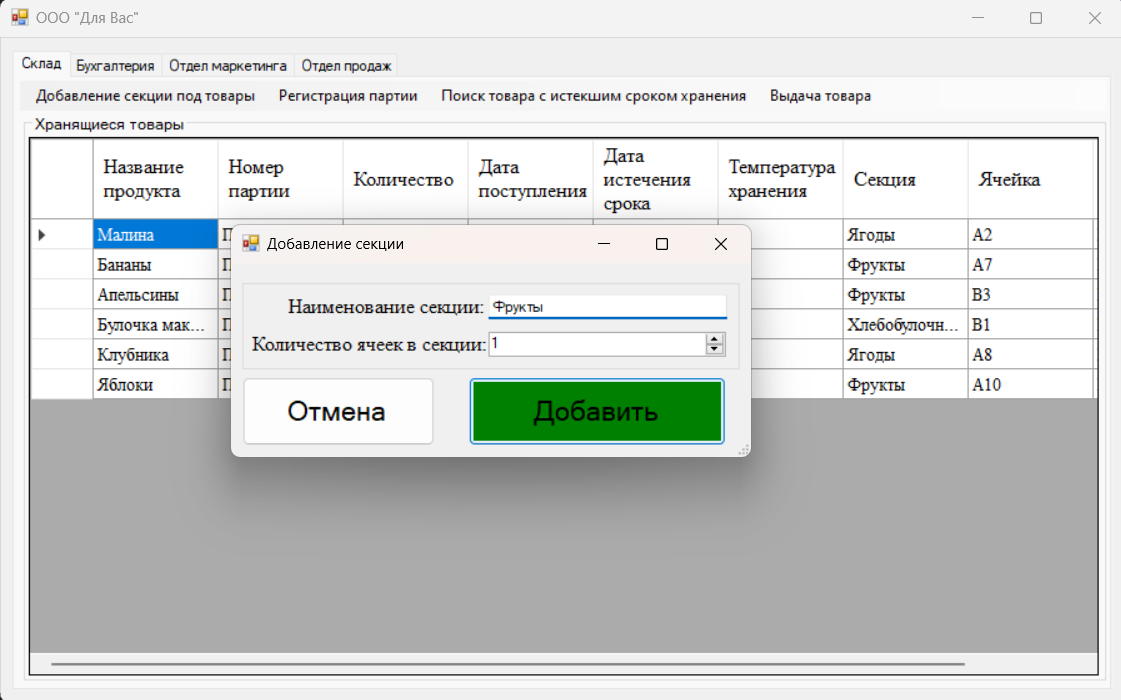 ООО "Для Вас"
Склад Бухгалтерия Отдел маркетинга Отдел продаж
Добавление секции под товары Регистрация партии Поиск товара с истекшим сроком хранения Выдача товара
Хранящиеся товары
Название продукта Номер партии Количество Дата поступления Дата истечения срока Температура хранения Секция Ячейка
Малина П Ягоды A2
Бананы П Фрукты A7
Апельсины П Фрукты B3
Булочка мак... П Хлебобулочн... B1
Клубника П Ягоды A8
Яблоки П Фрукты A10
Добавление секции
Наименование секции: Фрукты
Количество ячеек в секции: 1
Отмена Добавить